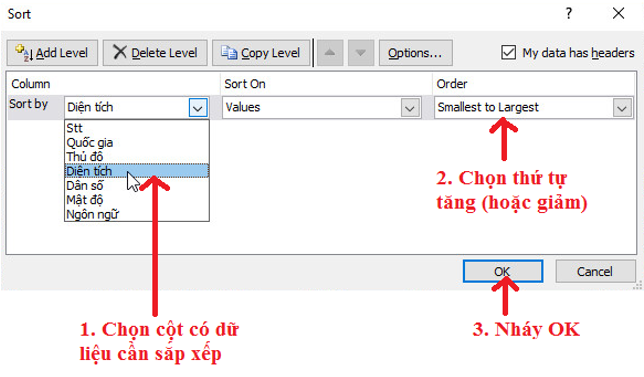 Sort
? ×
Add Level
Delete Level
Copy Level
Options...
My data has headers
Column
Sort On
Order
Sort by
Diện tích
Values
Smallest to Largest
Stt
Quốc gia
Thủ đô
Diện tích
Dân số
Mật độ
Ngôn ngữ
2. Chọn thứ tự
tăng (hoặc giảm)
OK
Cancel
1. Chọn cột có dữ
liệu cần sắp xếp
3. Nháy OK